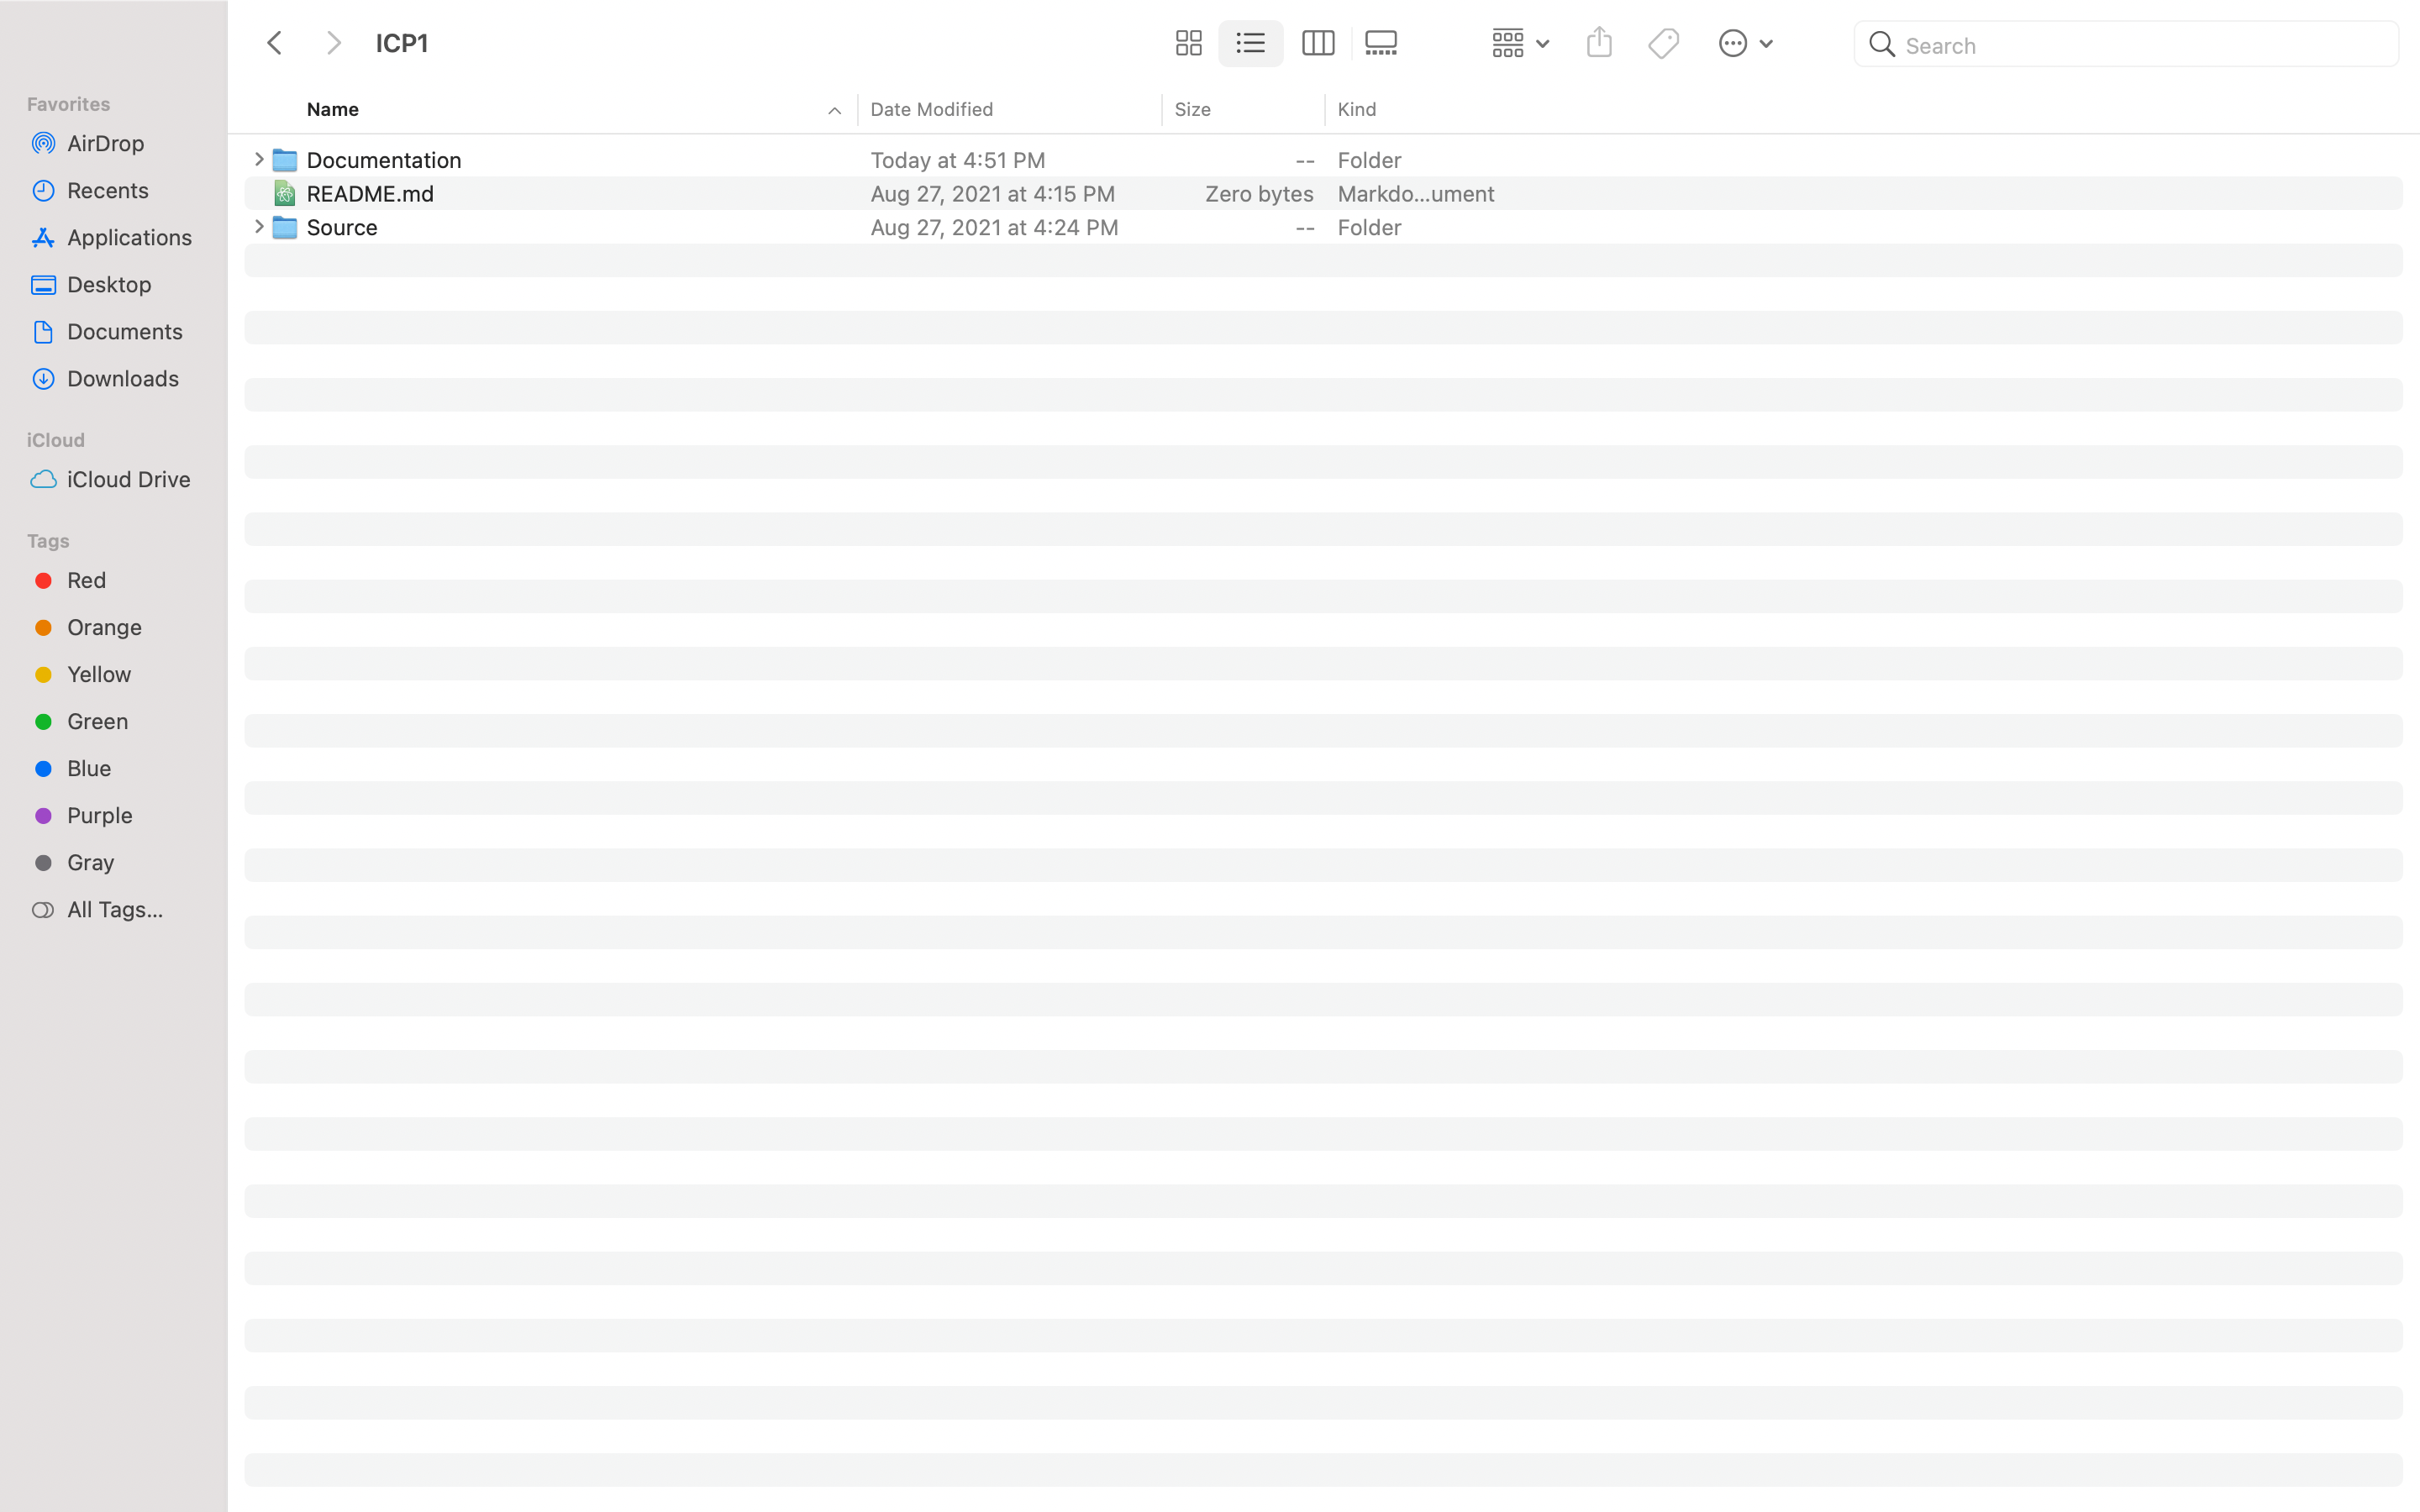 ICP1
Search
Favorites
AirDrop
Recents
Applications
Desktop
Documents
Downloads
iCloud
iCloud Drive
Tags
Red
Orange
Yellow
Green
Blue
Purple
Gray
All Tags...
Name Date Modified Size Kind
Documentation Today at 4:51 PM -- Folder
README.md Aug 27, 2021 at 4:15 PM Zero bytes Markdo...ument
Source Aug 27, 2021 at 4:24 PM -- Folder